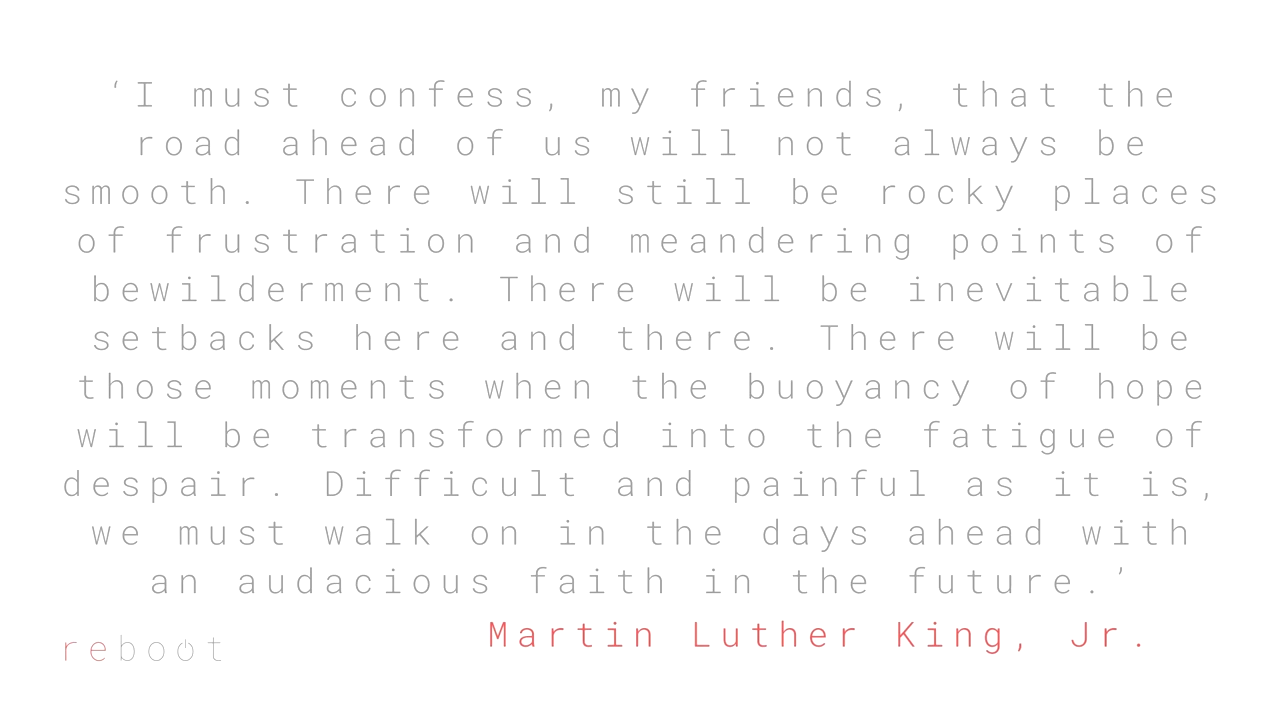 ‘I must confess, my friends, that the
road ahead of us will not always be
smooth. There will still be rocky places
of frustration and meandering points of
bewilderment. There will be inevitable
setbacks here and there. There will be
those moments when the buoyancy of hope
will be transformed into the fatigue of
despair. Difficult and painful as it is,
we must walk on in the days ahead with
an audacious faith in the future.’
Martin Luther King, Jr.
reboot